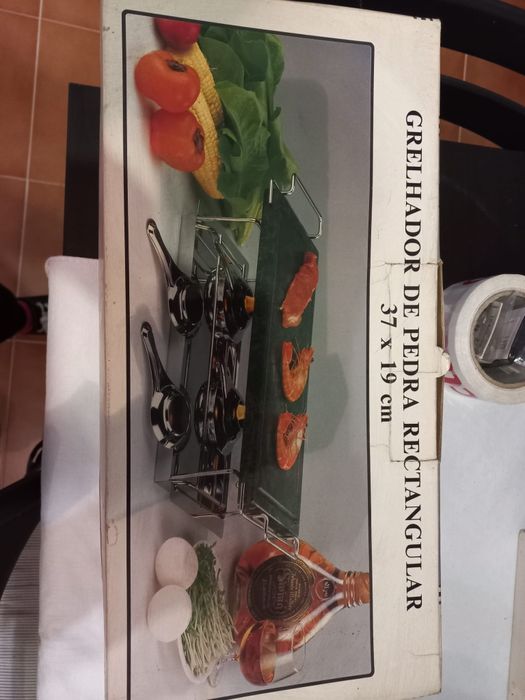 GRELHADOR DE PEDRA RECTANGULAR
37 x 19 cm